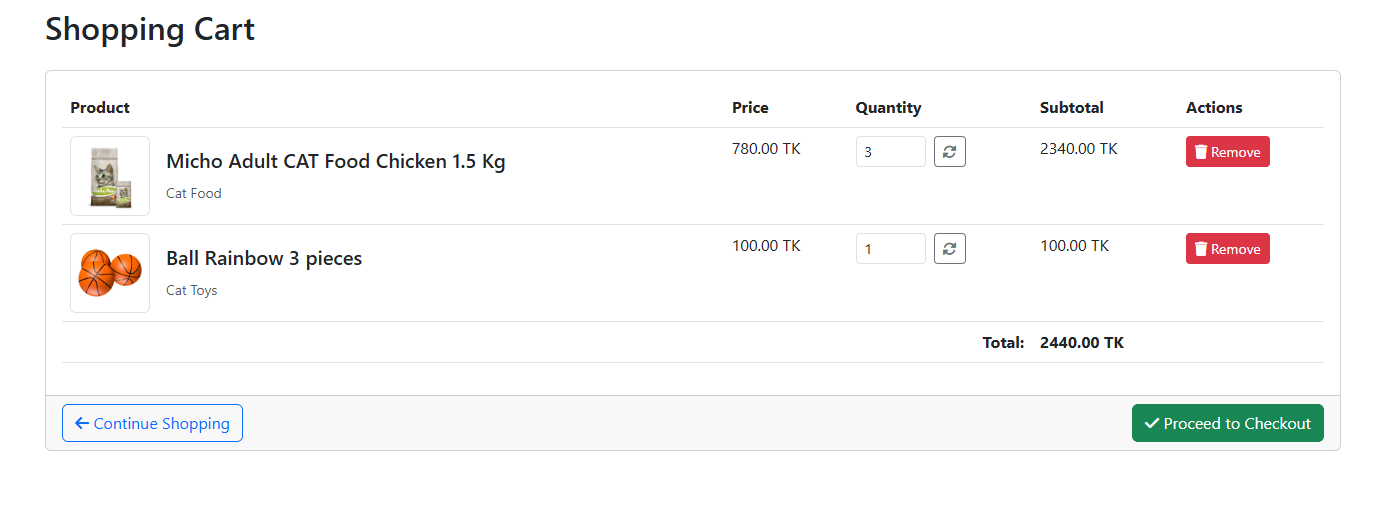 Shopping Cart
Product Price Quantity Subtotal Actions
Micho Adult CAT Food Chicken 1.5 Kg 780.00 TK 3 2340.00 TK Remove
Cat Food
Ball Rainbow 3 pieces 100.00 TK 1 100.00 TK Remove
Cat Toys
Total: 2440.00 TK
Continue Shopping Proceed to Checkout